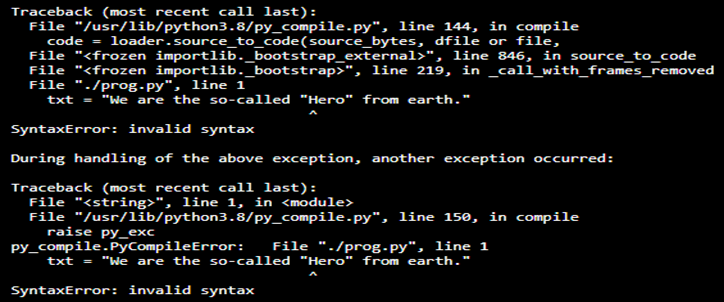 Traceback (most recent call last):
  File "/usr/lib/python3.8/py_compile.py", line 144, in compile
    code = loader.source_to_code(source_bytes, dfile or file,
  File "<frozen importlib._bootstrap_external>", line 846, in source_to_code
  File "<frozen importlib._bootstrap>", line 219, in _call_with_frames_removed
  File "./prog.py", line 1
    txt = "We are the so-called "Hero" from earth."
                                 ^
SyntaxError: invalid syntax

During handling of the above exception, another exception occurred:

Traceback (most recent call last):
  File "<string>", line 1, in <module>
  File "/usr/lib/python3.8/py_compile.py", line 150, in compile
    raise py_exc
py_compile.PyCompileError:   File "./prog.py", line 1
    txt = "We are the so-called "Hero" from earth."
                                 ^
SyntaxError: invalid syntax